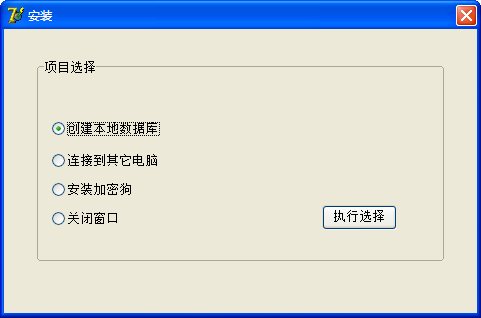 安装
项目选择
创建本地数据库
连接到其它电脑
安装加密狗
关闭窗口
执行选择